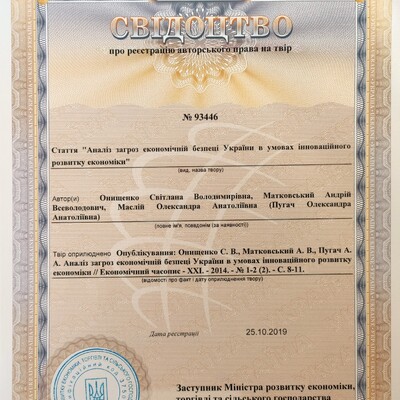 СВІДОЦТВО
про реєстрацію авторського права на твір
№ 93446
Стаття "Аналіз загроз економічній безпеці України в умовах інноваційного
розвитку економіки"
(вид, назва твору)
Автор(и) Онищенко Світлана Володимирівна, Матковський Андрій
Всеволодович, Маслій Олександра Анатоліївна (Пугач Олександра
Анатоліївна)
(повне ім'я, псевдонім (за наявності))
Твір оприлюднено Опублікування: Онищенко С. В., Матковський А. В., Пугач А.
А. Аналіз загроз економічній безпеці України в умовах інноваційного розвитку
економіки // Економічний часопис - XXI. - 2014. - № 1-2 (2). - С. 8-11.
(відомості про факт і дату оприлюднення твору)
Дата реєстрації 25.10.2019
Заступник Міністра розвитку економіки,
торгівлі та сільського господарства